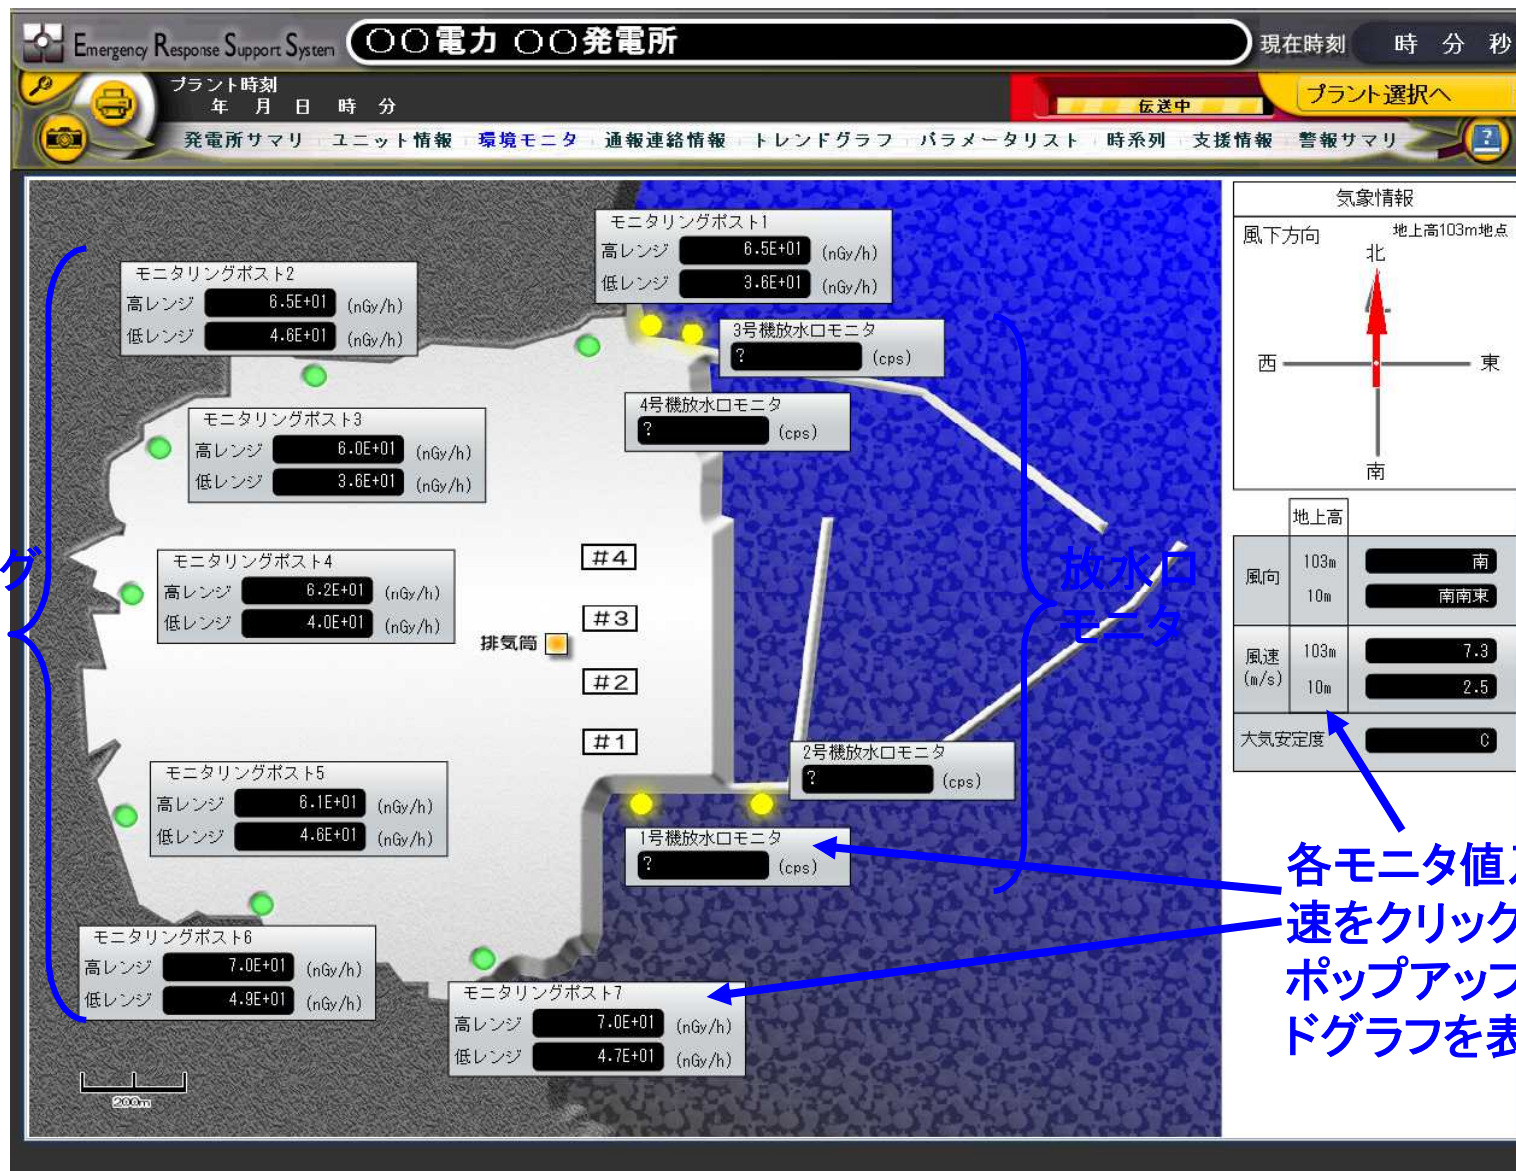 Emergency Response Support System
〇〇電力 〇〇発電所
現在時刻 時 分 秒
プラント時刻
年 月 日 時 分
伝送中
プラント選択へ
発電所サマリ ユニット情報 環境モニタ 通報連絡情報 トレンドグラフ パラメータリスト 時系列 支援情報 警報サマリ
?
モニタリングポスト1
高レンジ 6.5E+01 (nGy/h)
低レンジ 3.6E+01 (nGy/h)
モニタリングポスト2
高レンジ 6.5E+01 (nGy/h)
低レンジ 4.6E+01 (nGy/h)
3号機放水口モニタ
? (cps)
4号機放水口モニタ
? (cps)
モニタリングポスト3
高レンジ 6.0E+01 (nGy/h)
低レンジ 3.6E+01 (nGy/h)
モニタリングポスト4
高レンジ 6.2E+01 (nGy/h)
低レンジ 4.0E+01 (nGy/h)
グ
#4
#3
排気筒
#2
#1
放水口
モニタ
2号機放水口モニタ
? (cps)
モニタリングポスト5
高レンジ 6.1E+01 (nGy/h)
低レンジ 4.6E+01 (nGy/h)
1号機放水口モニタ
? (cps)
モニタリングポスト6
高レンジ 7.0E+01 (nGy/h)
低レンジ 4.9E+01 (nGy/h)
モニタリングポスト7
高レンジ 7.0E+01 (nGy/h)
低レンジ 4.7E+01 (nGy/h)
200m
気象情報
風下方向 地上高103m地点
北
西 東
南
地上高
風向 103m 南
10m 南南東
風速 103m 7.3
(m/s) 10m 2.5
大気安定度 C
各モニタ値
速をクリック
ポップアップ
ドグラフを表